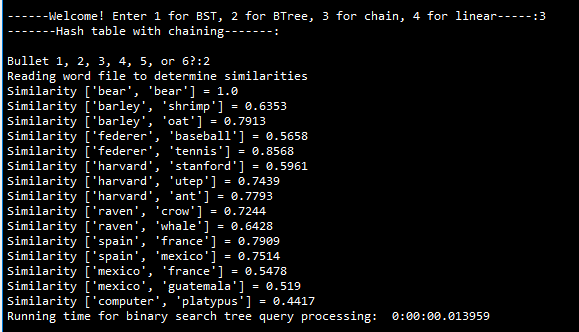 ------Welcome! Enter 1 for BST, 2 for BTree, 3 for chain, 4 for linear-----:3
-------Hash table with chaining-------:
Bullet 1, 2, 3, 4, 5, or 6?:2
Reading word file to determine similarities
Similarity ['bear', 'bear'] = 1.0
Similarity ['barley', 'shrimp'] = 0.6353
Similarity ['barley', 'oat'] = 0.7913
Similarity ['federer', 'baseball'] = 0.5658
Similarity ['federer', 'tennis'] = 0.8568
Similarity ['harvard', 'stanford'] = 0.5961
Similarity ['harvard', 'utep'] = 0.7439
Similarity ['harvard', 'ant'] = 0.7793
Similarity ['raven', 'crow'] = 0.7244
Similarity ['raven', 'whale'] = 0.6428
Similarity ['spain', 'france'] = 0.7909
Similarity ['spain', 'mexico'] = 0.7514
Similarity ['mexico', 'france'] = 0.5478
Similarity ['mexico', 'guatemala'] = 0.519
Similarity ['computer', 'platypus'] = 0.4417
Running time for binary search tree query processing:  0:00:00.013959